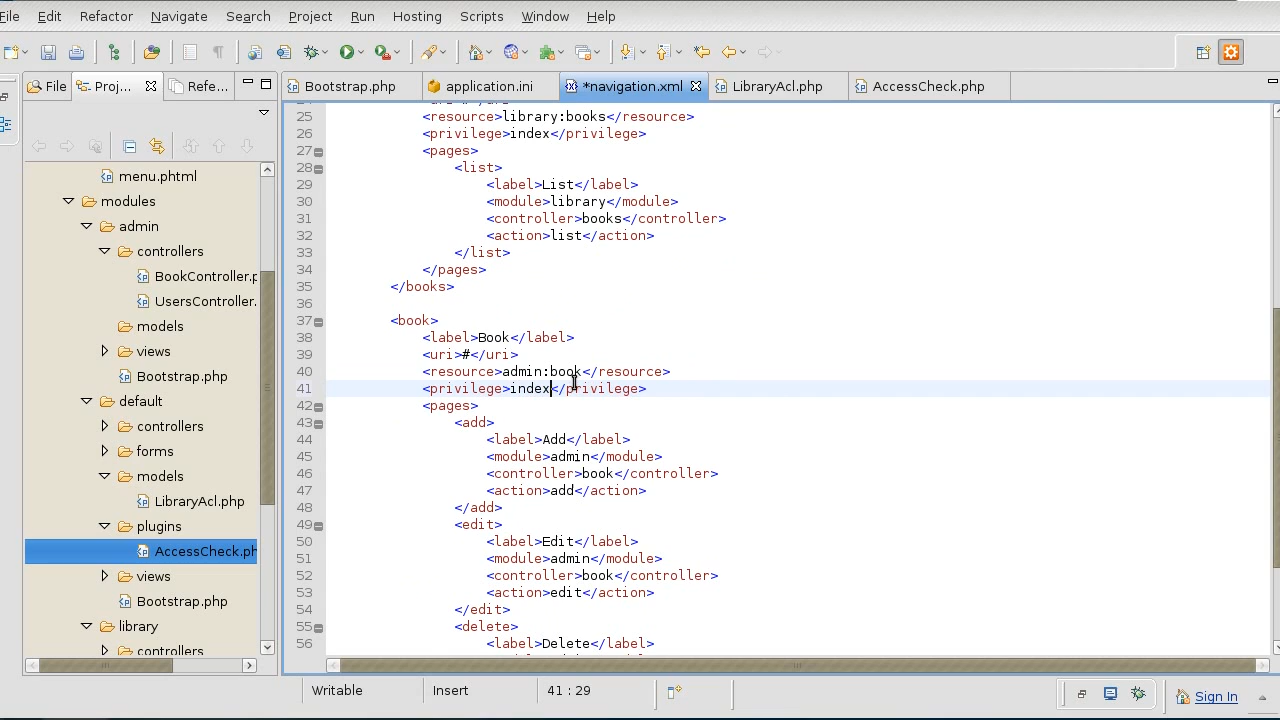 File Edit Refactor Navigate Search Project Run Hosting Scripts Window Help
File Proj... Refe... Bootstrap.php application.ini *navigation.xml LibraryAcl.php AccessCheck.php
menu.phtml
modules
admin
controllers
BookController.p
UsersController.
models
views
Bootstrap.php
default
controllers
forms
models
LibraryAcl.php
plugins
AccessCheck.ph
views
Bootstrap.php
library
controllers
25 <resource>library:books</resource>
26 <privilege>index</privilege>
27 <pages>
28 <list>
29 <label>List</label>
30 <module>library</module>
31 <controller>books</controller>
32 <action>list</action>
33 </list>
34 </pages>
35 </books>
36
37 <book>
38 <label>Book</label>
39 <uri>#</uri>
40 <resource>admin:book</resource>
41 <privilege>index</privilege>
42 <pages>
43 <add>
44 <label>Add</label>
45 <module>admin</module>
46 <controller>book</controller>
47 <action>add</action>
48 </add>
49 <edit>
50 <label>Edit</label>
51 <module>admin</module>
52 <controller>book</controller>
53 <action>edit</action>
54 </edit>
55 <delete>
56 <label>Delete</label>
Writable Insert 41 : 29 Sign In